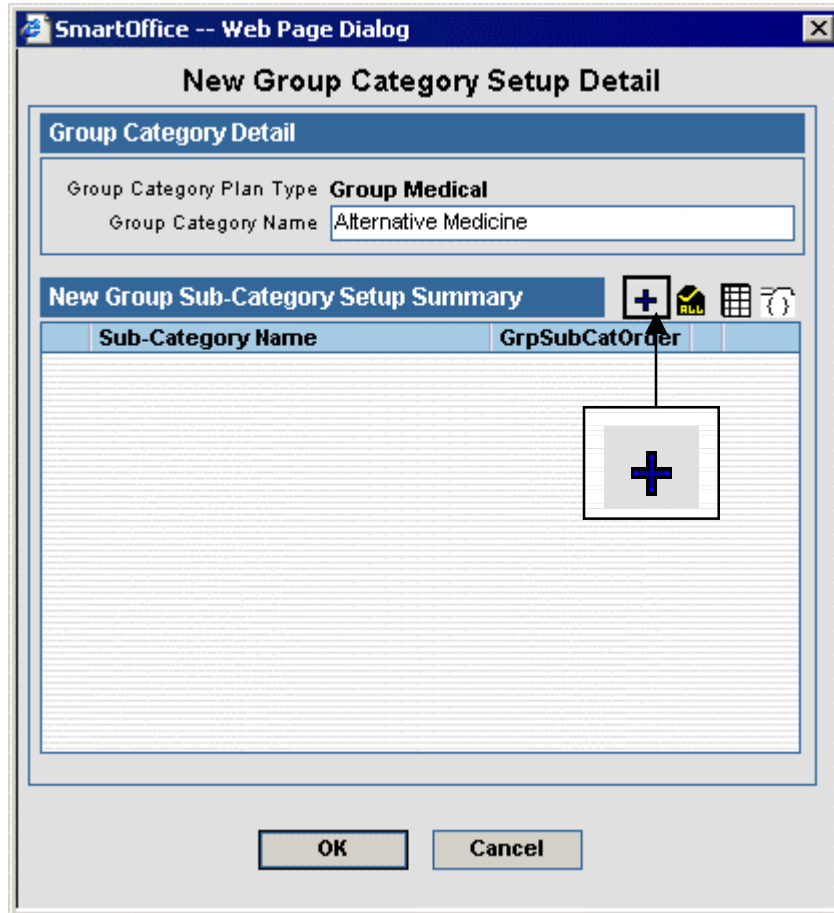 SmartOffice -- Web Page Dialog
New Group Category Setup Detail
Group Category Detail
Group Category Plan Type Group Medical
Group Category Name Alternative Medicine
New Group Sub-Category Setup Summary
ALL
Sub-Category Name GrpSubCatOrder
OK Cancel